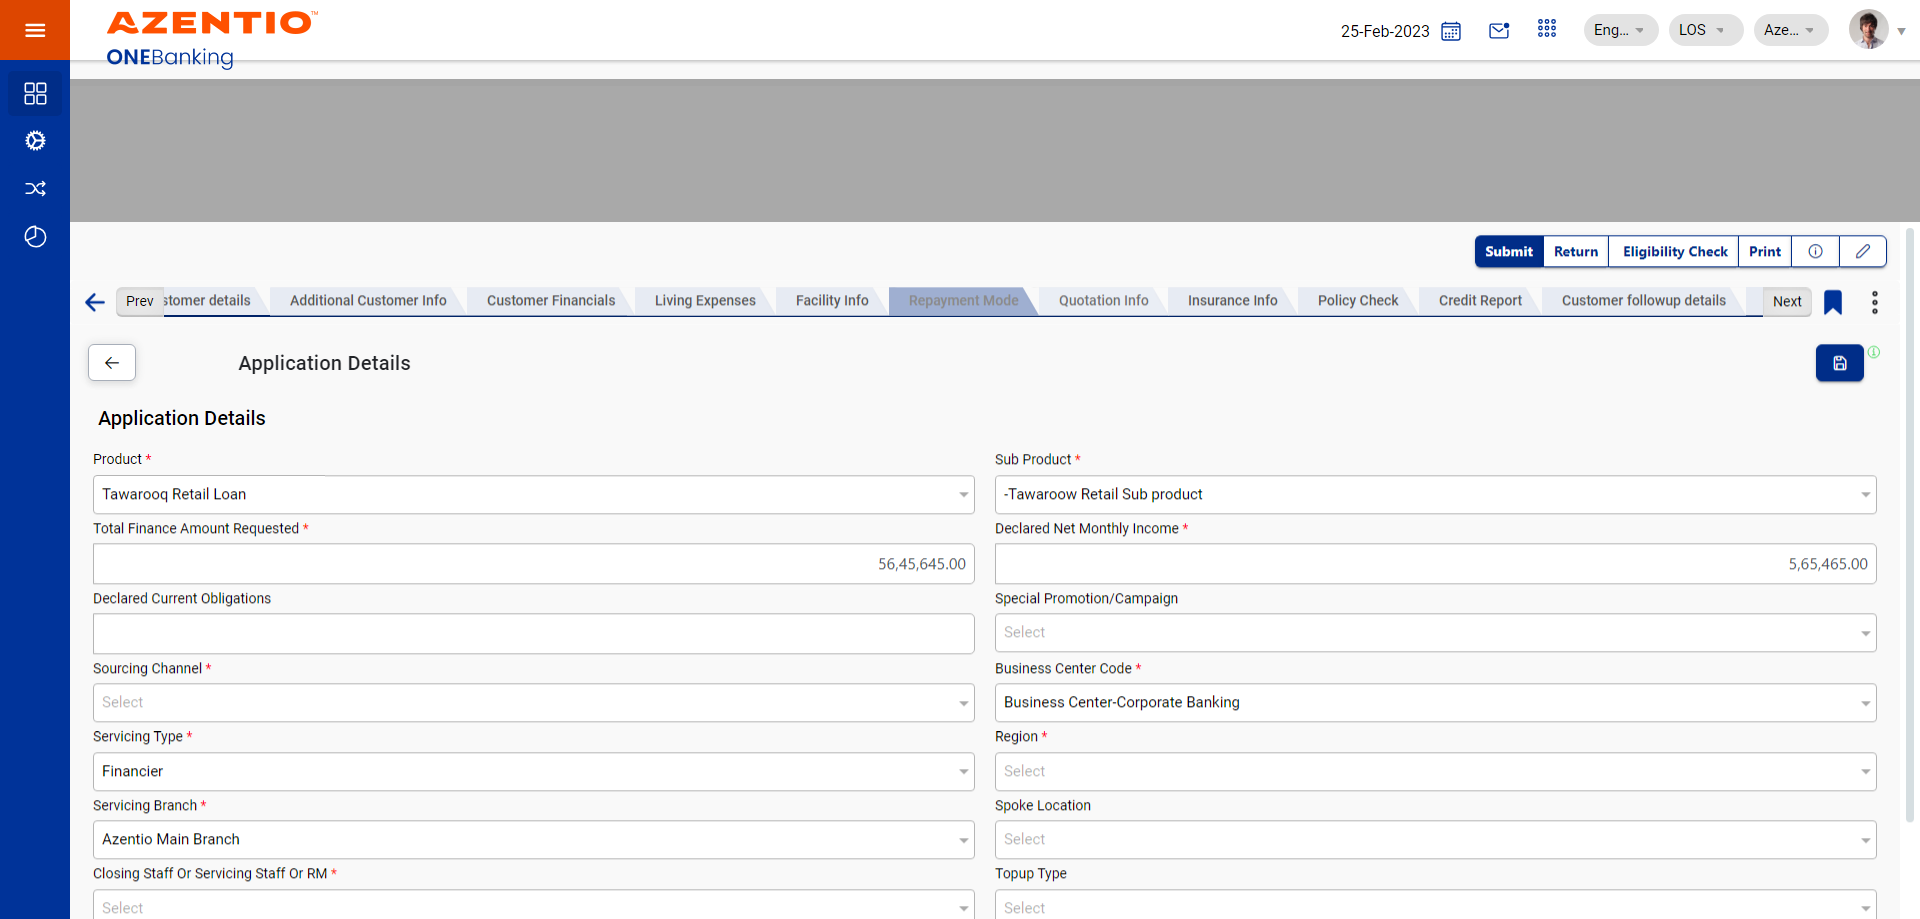 AZENTIO™
ONEBanking
25-Feb-2023
Eng...
LOS
Aze...
Submit
Return
Eligibility Check
Print
Prev
stomer details
Additional Customer Info
Customer Financials
Living Expenses
Facility Info
Repayment Mode
Quotation Info
Insurance Info
Policy Check
Credit Report
Customer followup details
Next
Application Details
Application Details
Product *
Sub Product *
Tawarooq Retail Loan
-Tawaroow Retail Sub product
Total Finance Amount Requested *
Declared Net Monthly Income *
56,45,645.00
5,65,465.00
Declared Current Obligations
Special Promotion/Campaign
Select
Sourcing Channel *
Business Center Code *
Select
Business Center-Corporate Banking
Servicing Type *
Region *
Financier
Select
Servicing Branch *
Spoke Location
Azentio Main Branch
Select
Closing Staff Or Servicing Staff Or RM *
Topup Type
Select
Select